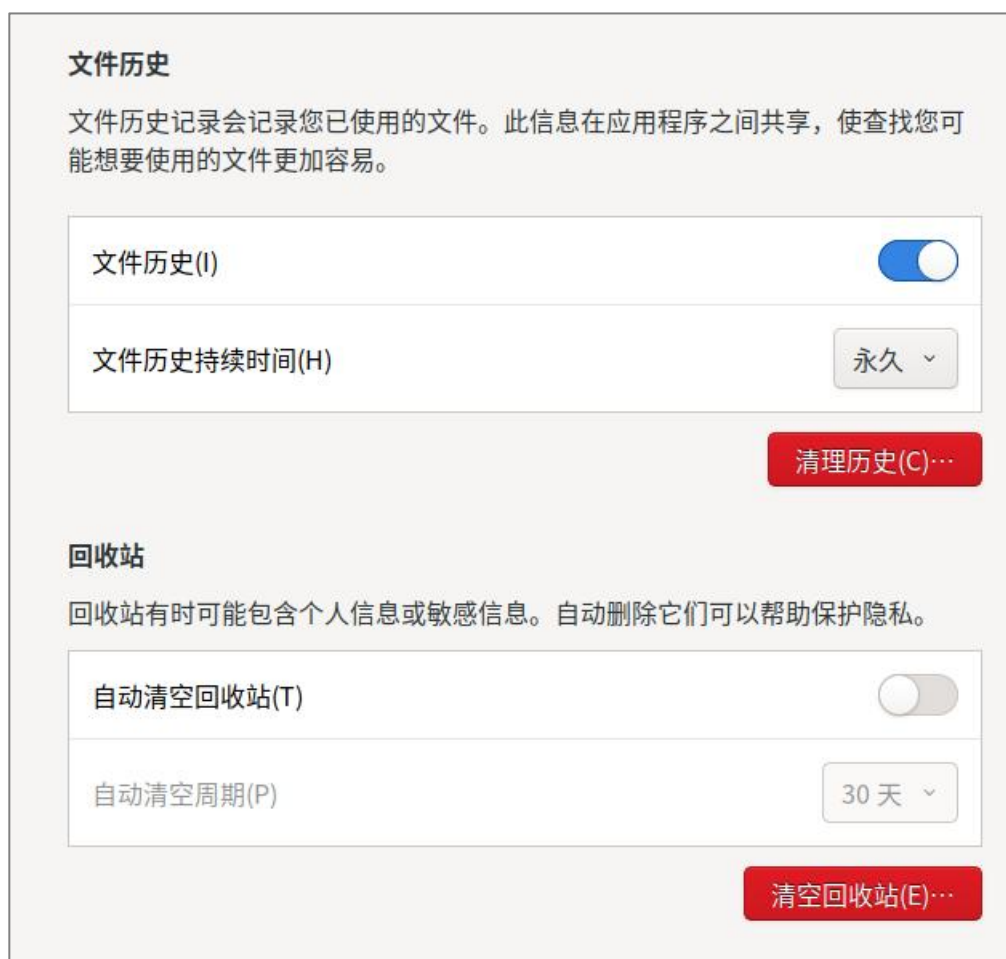 文件历史
文件历史记录会记录您已使用的文件。此信息在应用程序之间共享，使查找您可
能想要使用的文件更加容易。
文件历史(I)
文件历史持续时间(H)
永久
清理历史(C)…
回收站
回收站有时可能包含个人信息或敏感信息。自动删除它们可以帮助保护隐私。
自动清空回收站(T)
自动清空周期(P)
30 天
清空回收站(E)…